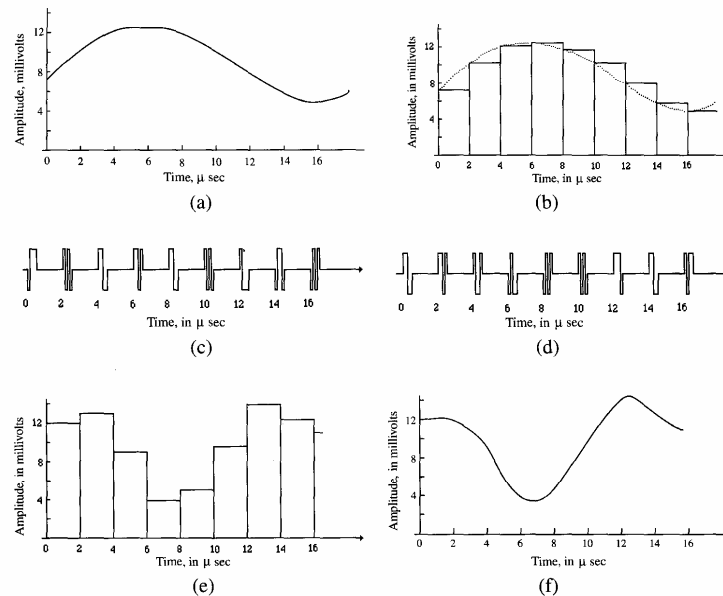 Amplitude, millivolts
12
8
4
0 2 4 6 8 10 12 14 16
Time, μ sec
(a)
Amplitude, in millivolts
12
8
4
0 2 4 6 8 10 12 14 16
Time, in μ sec
(b)
0 2 4 6 8 10 12 14 16
Time, in μ sec
(c)
0 2 4 6 8 10 12 14 16
Time, in μ sec
(d)
Amplitude, in millivolts
12
8
4
0 2 4 6 8 10 12 14 16
Time, in μ sec
(e)
Amplitude, in millivolts
12
8
4
0 2 4 6 8 10 12 14 16
Time, in μ sec
(f)